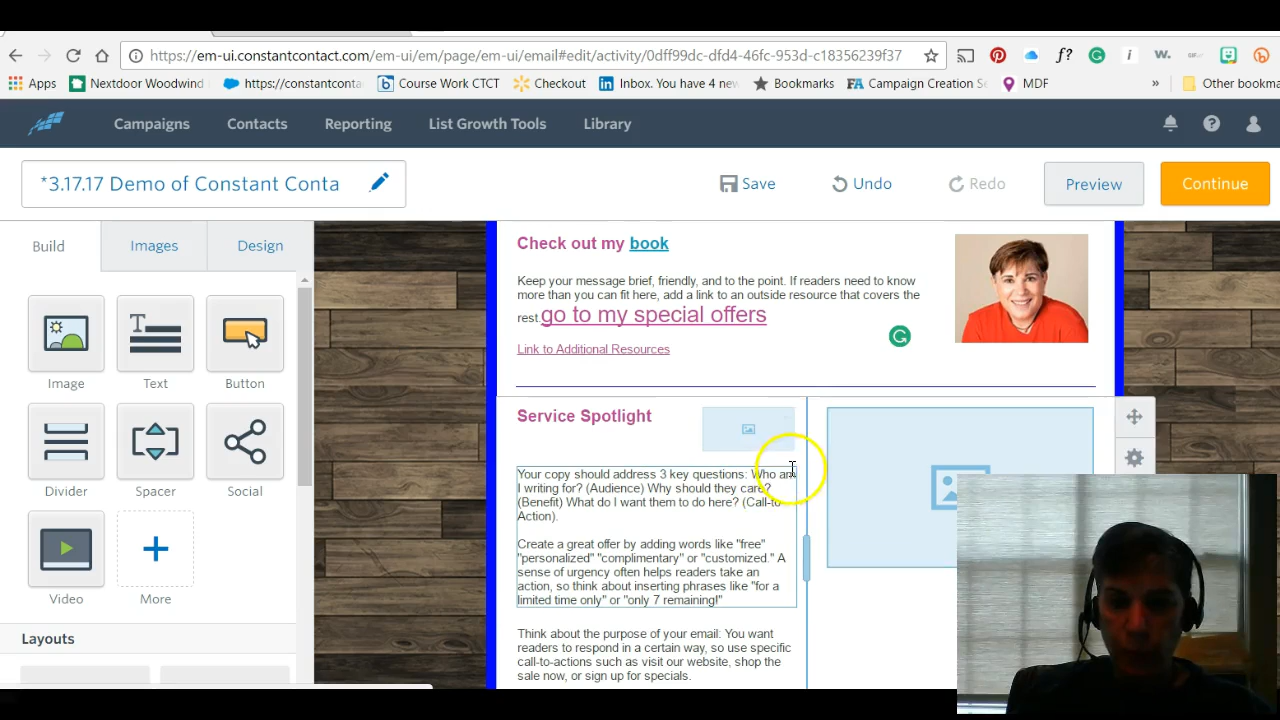 https://em-ui.constantcontact.com/em-ui/em/page/em-ui/email#edit/activity/0dff99dc-dfd4-46fc-953d-c18356239f37
f?
i
w.
Apps
Nextdoor Woodwind
https://constantconta
Course Work CTCT
Checkout
Inbox. You have 4 new
Bookmarks
FA Campaign Creation Se
MDF
»
Other bookma
Campaigns
Contacts
Reporting
List Growth Tools
Library
*3.17.17 Demo of Constant Conta
Save
Undo
Redo
Preview
Continue
Build
Images
Design
Image
Text
Button
Divider
Spacer
Social
Video
More
Layouts
Check out my book
Keep your message brief, friendly, and to the point. If readers need to know
more than you can fit here, add a link to an outside resource that covers the
rest.go to my special offers
Link to Additional Resources
Service Spotlight
Your copy should address 3 key questions: Who am
I writing for? (Audience) Why should they care?
(Benefit) What do I want them to do here? (Call-to-
Action).
Create a great offer by adding words like "free"
"personalized" "complimentary" or "customized." A
sense of urgency often helps readers take an
action, so think about inserting phrases like "for a
limited time only" or "only 7 remaining!"
Think about the purpose of your email: You want
readers to respond in a certain way, so use specific
call-to-actions such as visit our website, shop the
sale now, or sign up for specials.